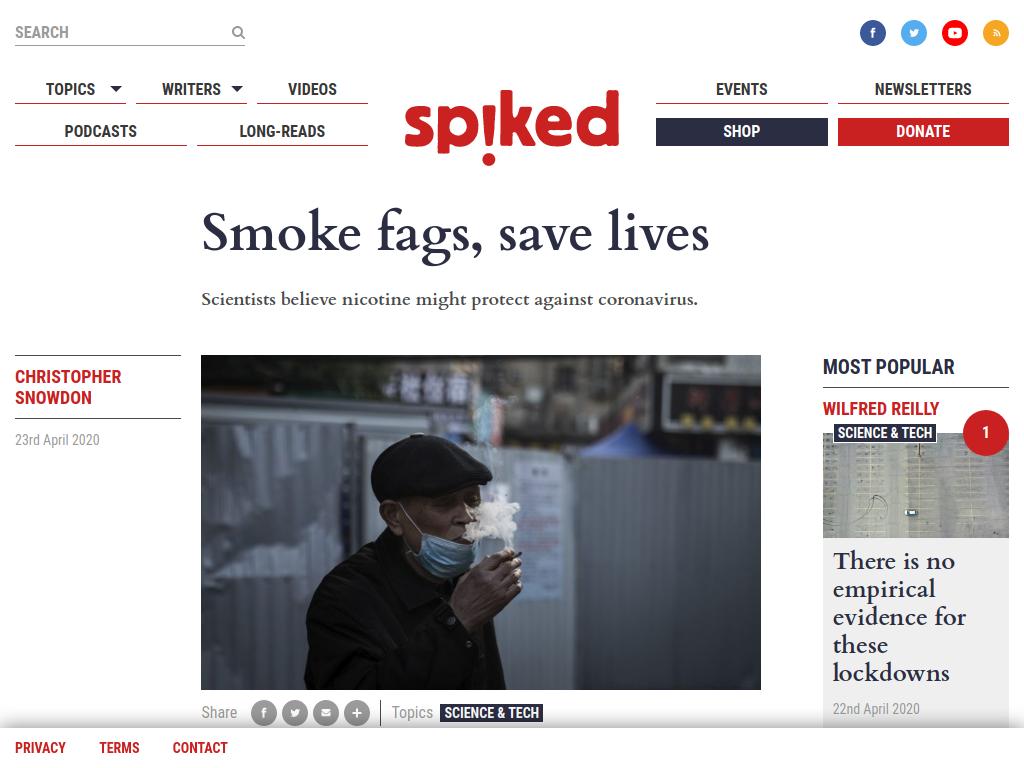 SEARCH
TOPICS
WRITERS
VIDEOS
PODCASTS
LONG-READS
spiked
EVENTS
NEWSLETTERS
SHOP
DONATE
Smoke fags, save lives
Scientists believe nicotine might protect against coronavirus.
CHRISTOPHER
SNOWDON
23rd April 2020
MOST POPULAR
WILFRED REILLY
SCIENCE & TECH
1
There is no
empirical
evidence for
these
lockdowns
22nd April 2020
Share
Topics
SCIENCE & TECH
PRIVACY
TERMS
CONTACT